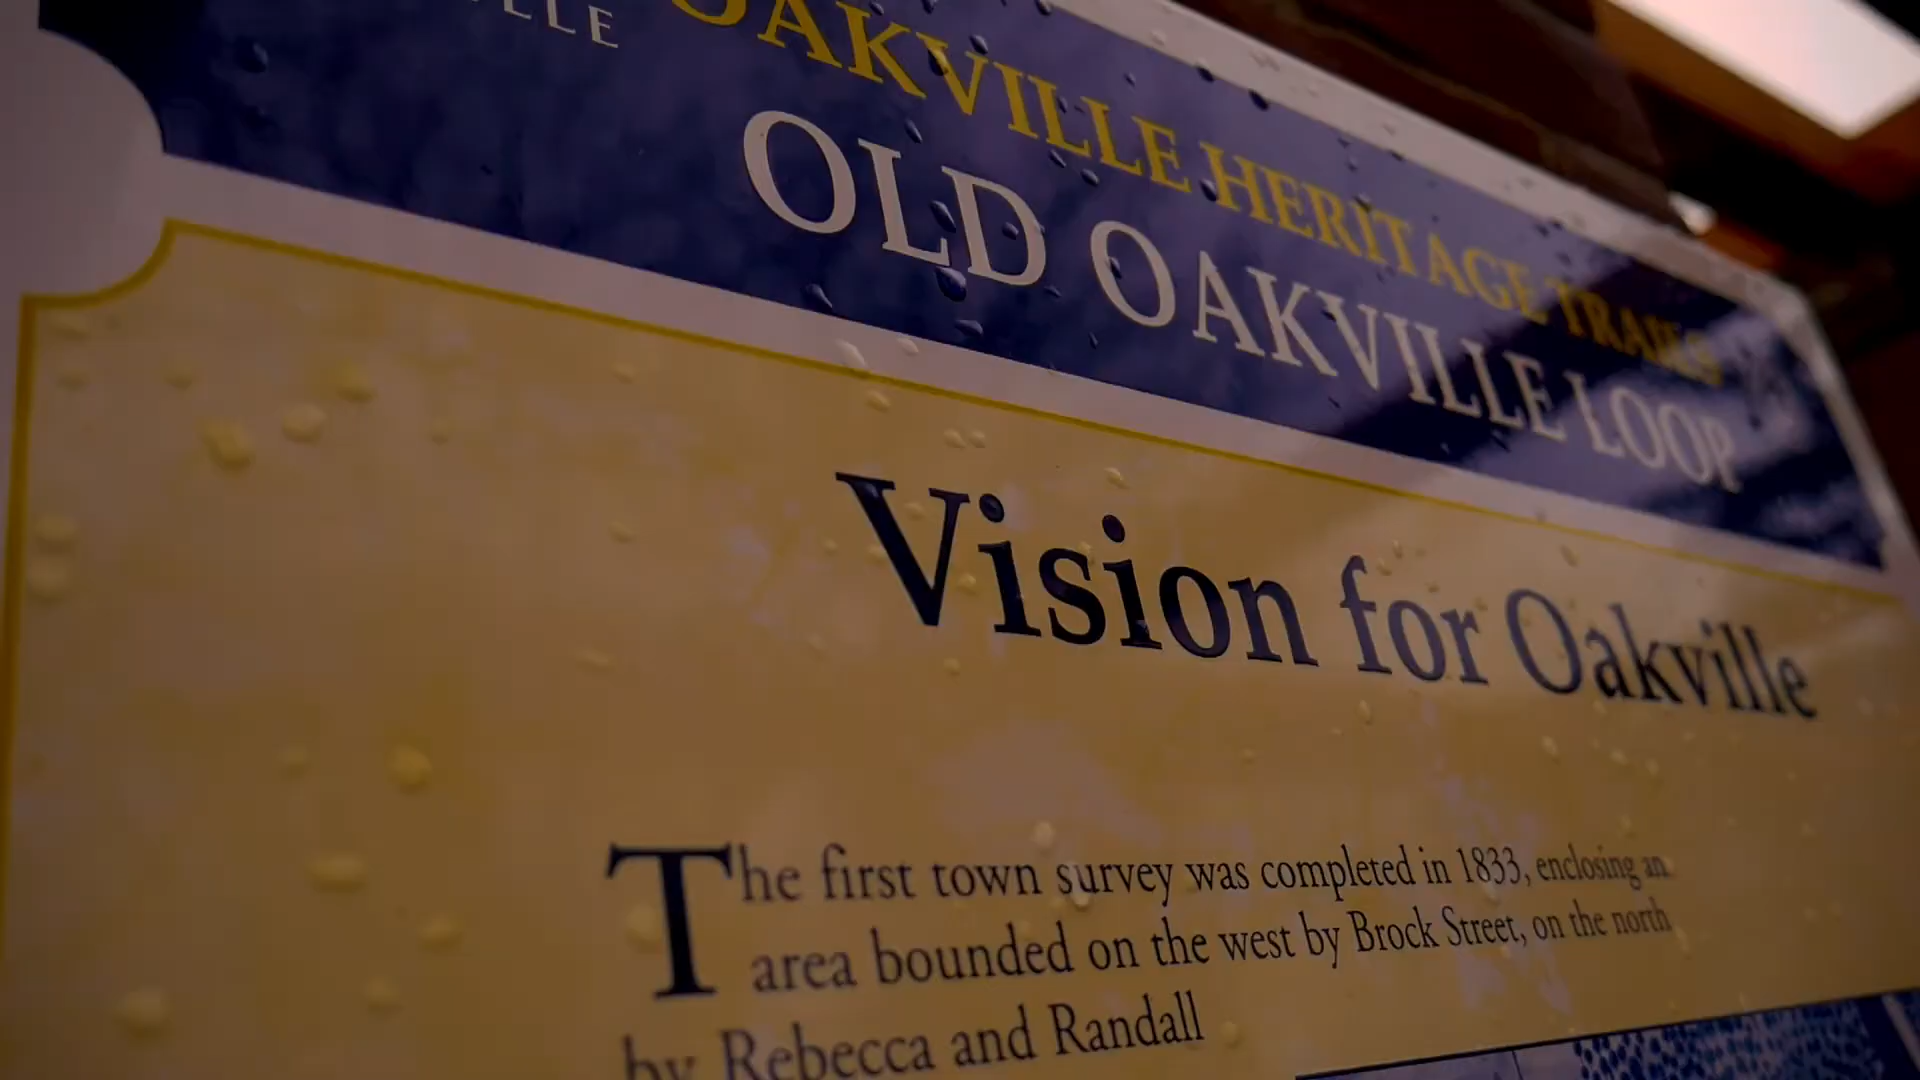 OAKVILLE HERITAGE TRAILS
OLD OAKVILLE LOOP
Vision for Oakville
The first town survey was completed in 1833, enclosing an
area bounded on the west by Brock Street, on the north
by Rebecca and Randall